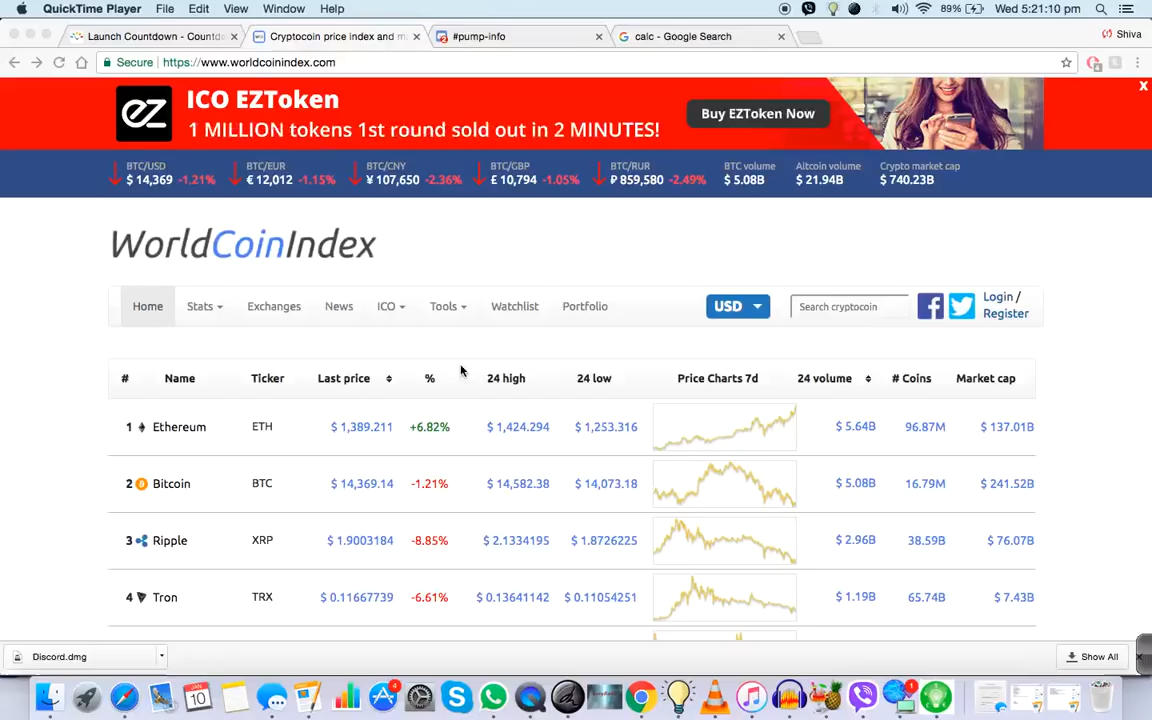 QuickTime Player File Edit View Window Help 89% Wed 5:21:10 pm
Launch Countdown - Countd Cryptocoin price index and m #pump-info calc - Google Search Shiva
Secure https://www.worldcoinindex.com
ICO EZToken
1 MILLION tokens 1st round sold out in 2 MINUTES!
Buy EZToken Now
X
BTC/USD BTC/EUR BTC/CNY BTC/GBP BTC/RUR BTC volume Altcoin volume Crypto market cap
$ 14,369 -1.21% € 12,012 -1.15% ¥ 107,650 -2.36% £ 10,794 -1.05% ₽ 859,580 -2.49% $ 5.08B $ 21.94B $ 740.23B
WorldCoinIndex
Home Stats Exchanges News ICO Tools Watchlist Portfolio USD Search cryptocoin Login /
Register
# Name Ticker Last price % 24 high 24 low Price Charts 7d 24 volume # Coins Market cap
1 Ethereum ETH $ 1,389.211 +6.82% $ 1,424.294 $ 1,253.316 $ 5.64B 96.87M $ 137.01B
2 Bitcoin BTC $ 14,369.14 -1.21% $ 14,582.38 $ 14,073.18 $ 5.08B 16.79M $ 241.52B
3 Ripple XRP $ 1.9003184 -8.85% $ 2.1334195 $ 1.8726225 $ 2.96B 38.59B $ 76.07B
4 Tron TRX $ 0.11667739 -6.61% $ 0.13641142 $ 0.11054251 $ 1.19B 65.74B $ 7.43B
Discord.dmg Show All
JAN
10
4
1